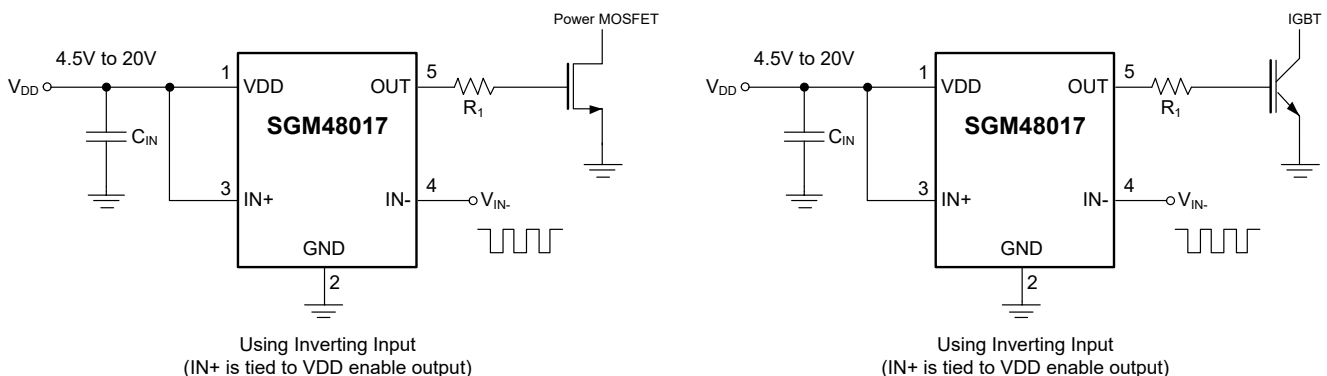 Power MOSFET
4.5V to 20V
VDD
1
VDD
OUT
5
R1
SGM48017
CIN
3
IN+
IN-
4
VIN-
GND
2
Using Inverting Input
(IN+ is tied to VDD enable output)
IGBT
4.5V to 20V
VDD
1
VDD
OUT
5
R1
SGM48017
CIN
3
IN+
IN-
4
VIN-
GND
2
Using Inverting Input
(IN+ is tied to VDD enable output)